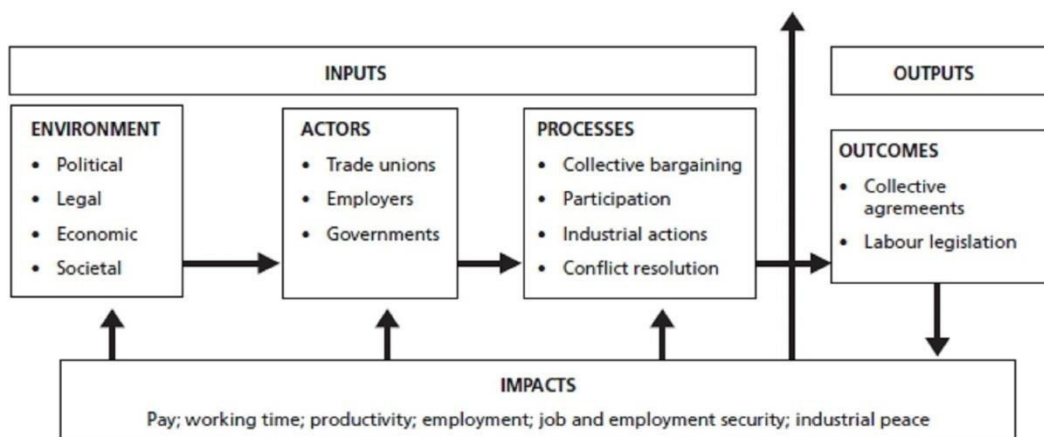 INPUTS
OUTPUTS
ENVIRONMENT
• Political
• Legal
• Economic
• Societal
ACTORS
• Trade unions
• Employers
• Governments
PROCESSES
• Collective bargaining
• Participation
• Industrial actions
• Conflict resolution
OUTCOMES
• Collective
agreements
• Labour legislation
IMPACTS
Pay; working time; productivity; employment; job and employment security; industrial peace